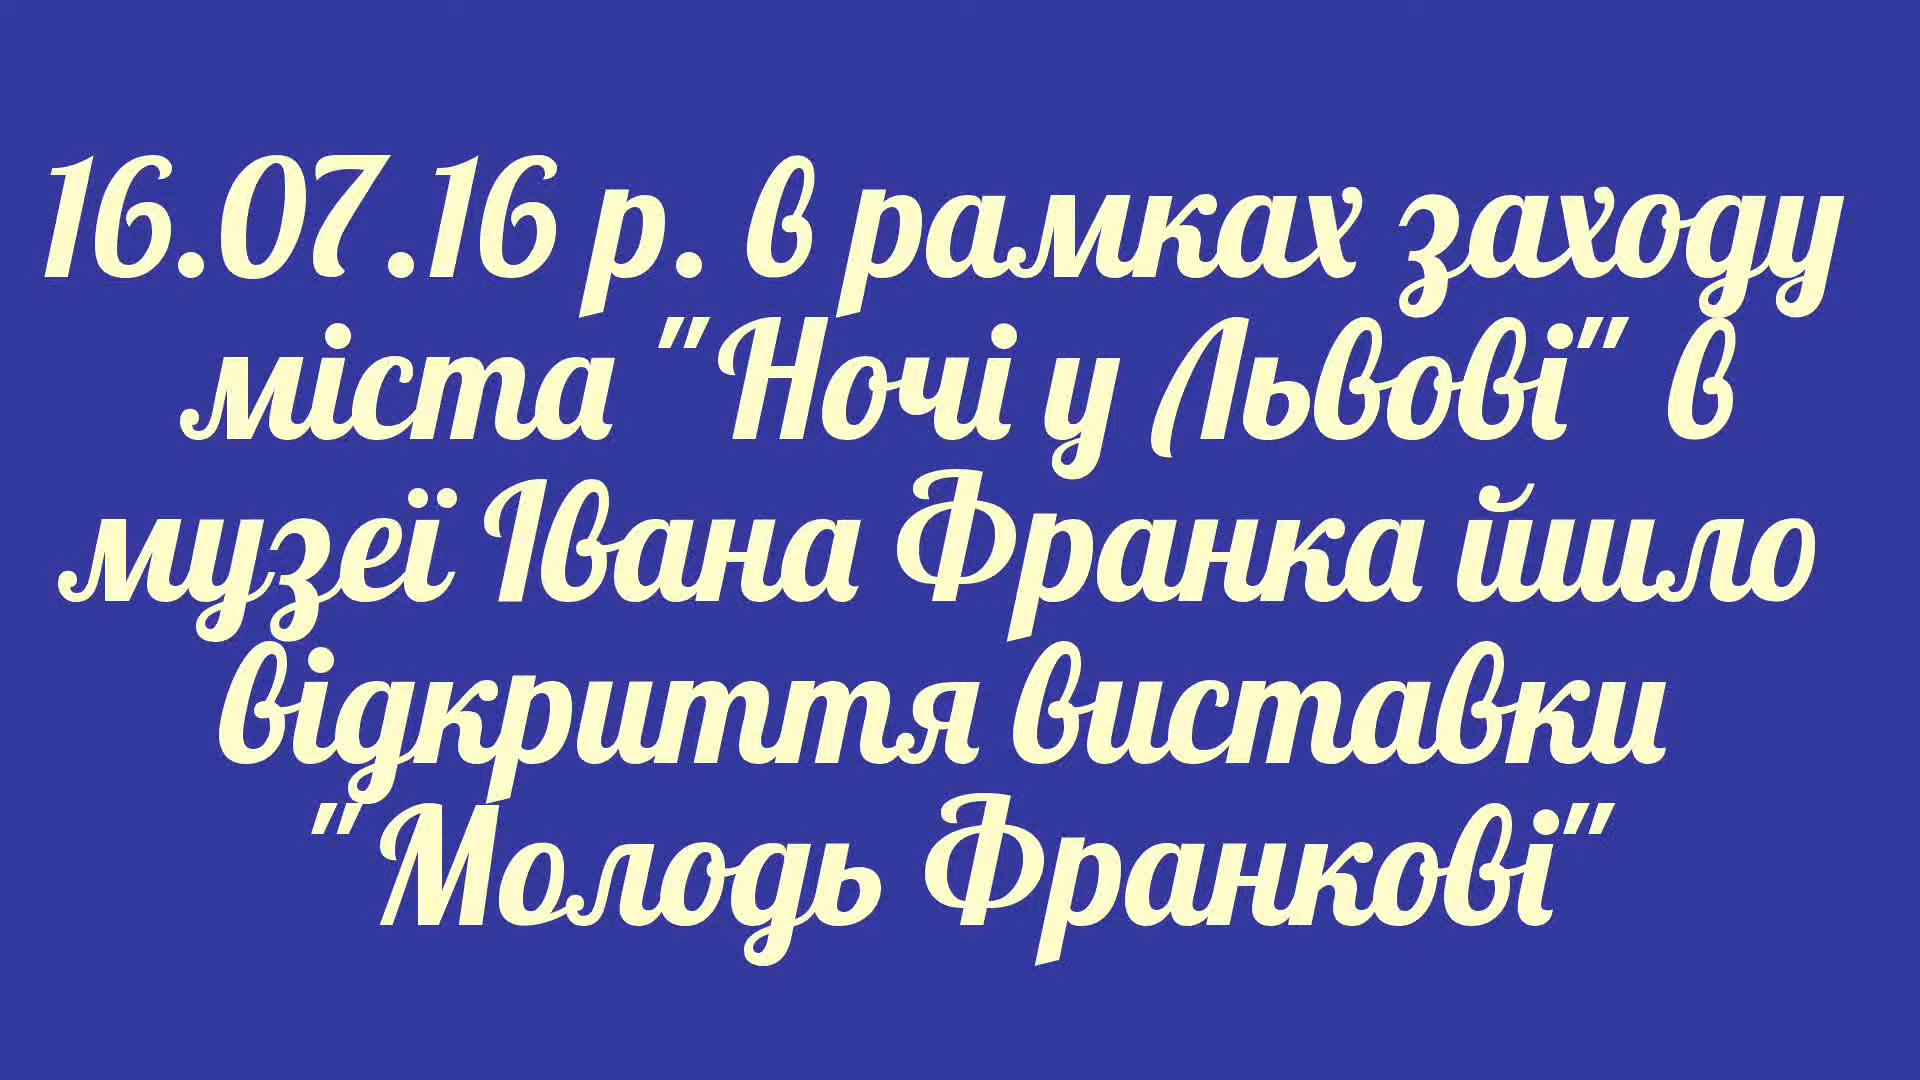 16.07.16 р. в рамках заходу
міста "Ночі у Львові" в
музеї Івана Франка йшло
відкриття виставки
"Молодь Франкові"